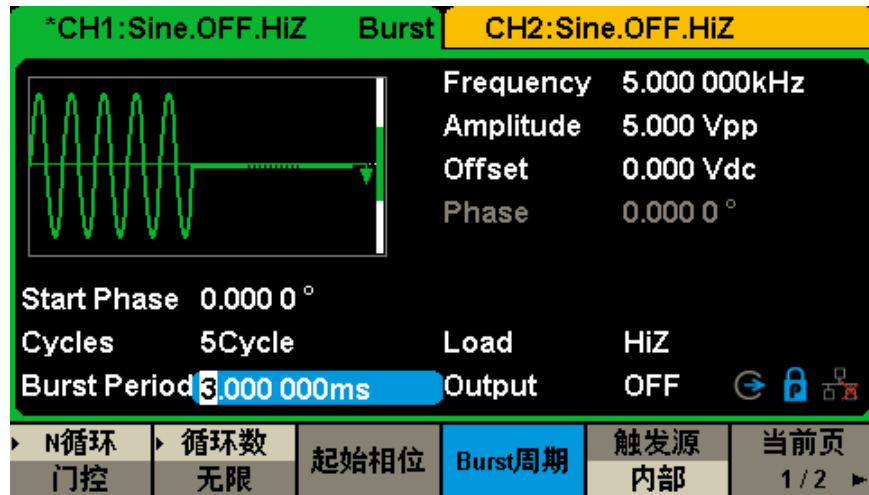 *CH1:Sine.OFF.HiZ Burst CH2:Sine.OFF.HiZ
Frequency 5.000 000kHz
Amplitude 5.000 Vpp
Offset 0.000 Vdc
Phase 0.000 0 °
Start Phase 0.000 0 °
Cycles 5Cycle Load HiZ
Burst Period 3.000 000ms Output OFF P
N循环 循环数 起始相位 Burst周期 触发源 当前页
门控 无限 内部 1/2